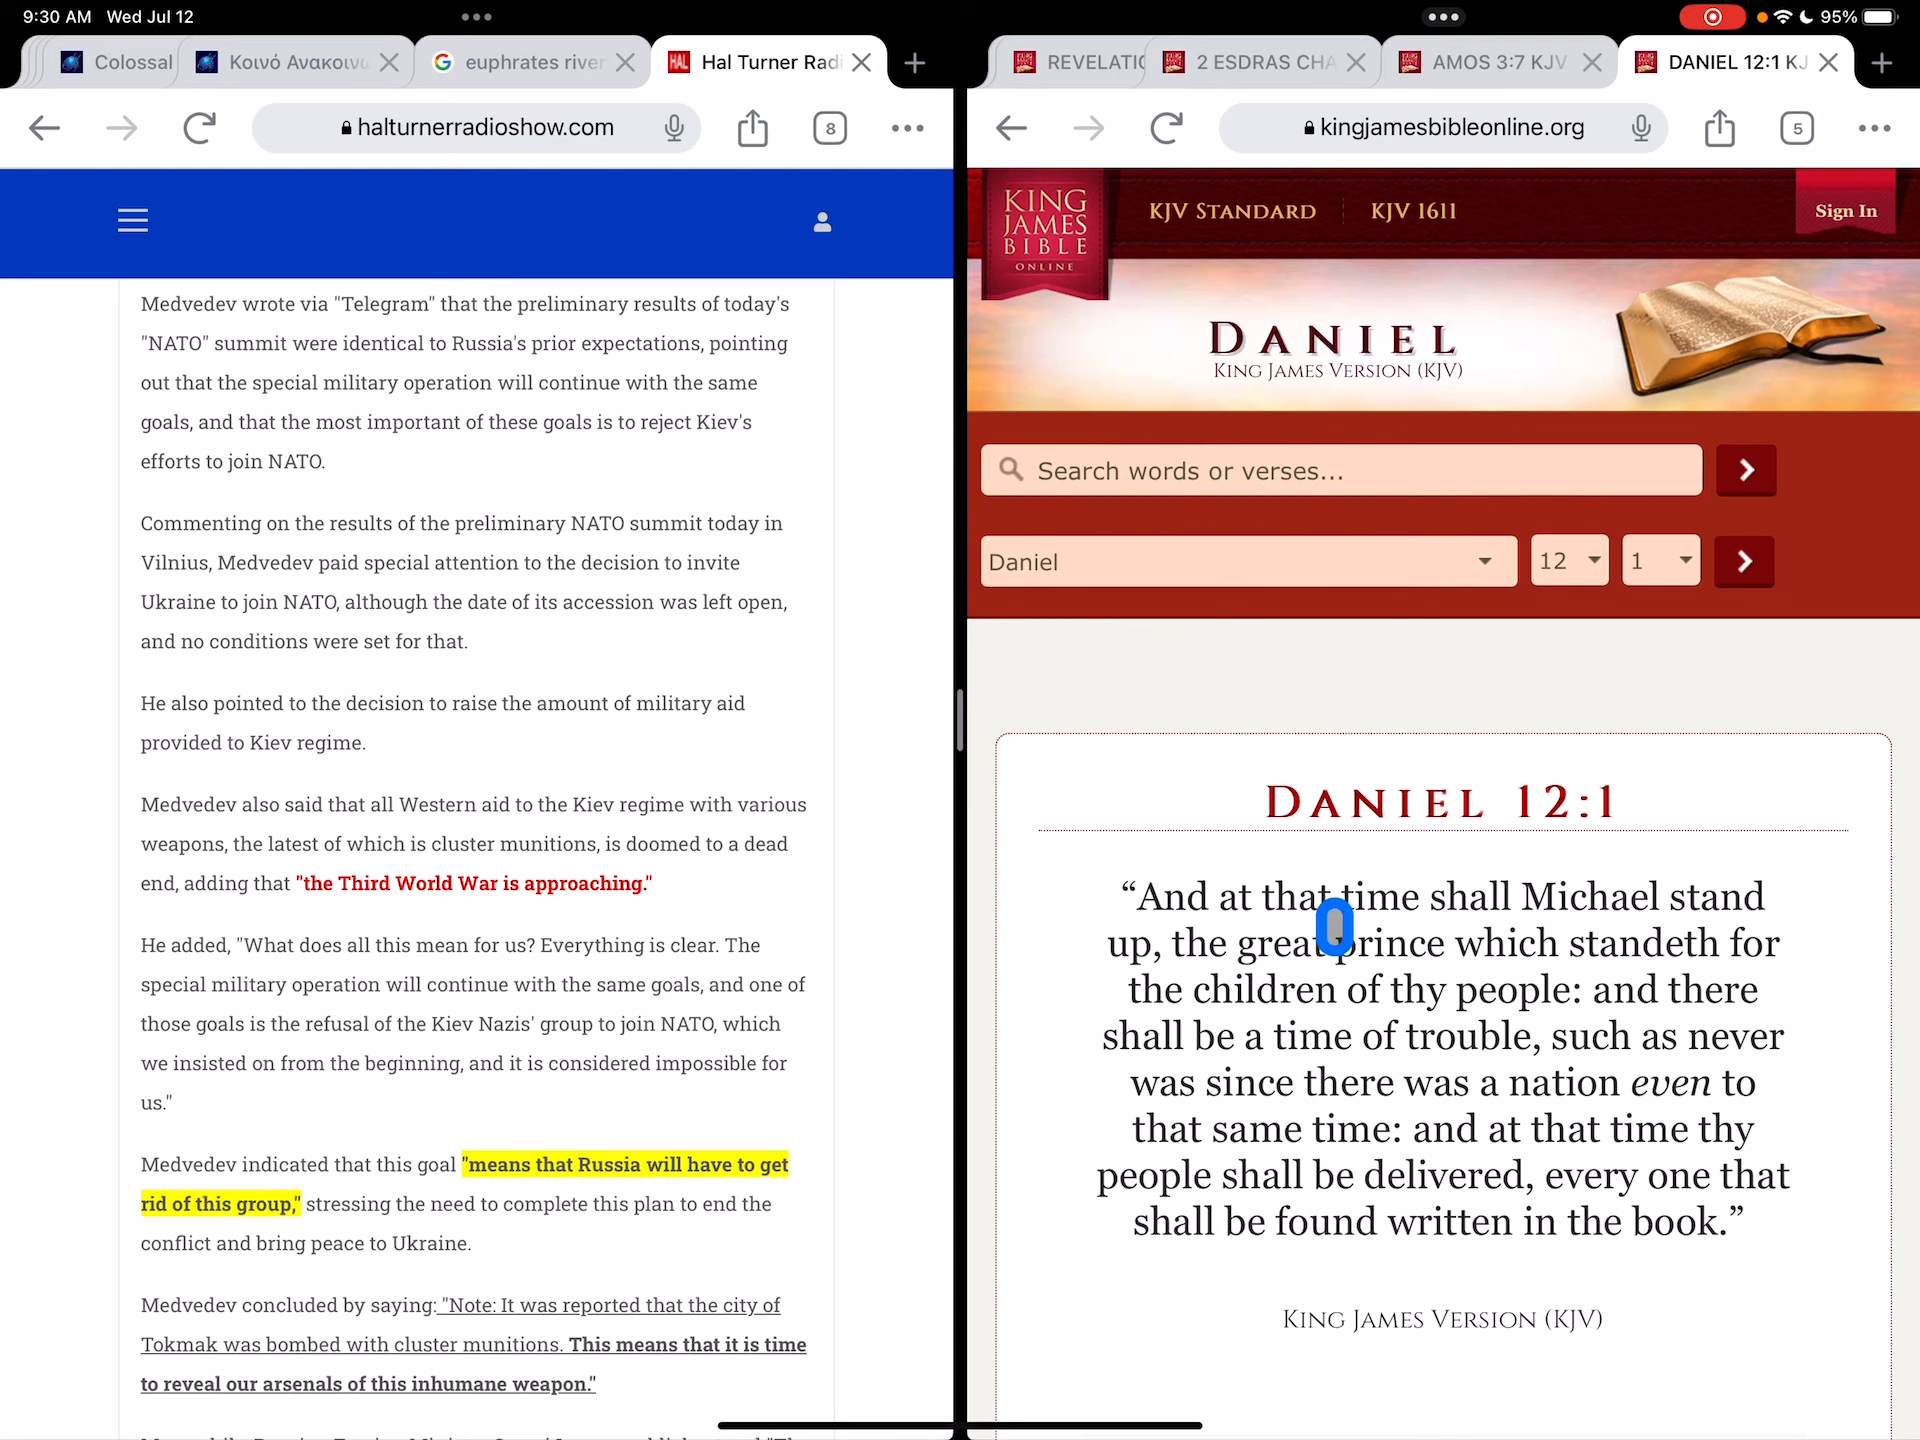 9:30 AM Wed Jul 12
95%
Colossal
Κοινό Ανακοινω
euphrates river
HAL Hal Turner Radi
REVELATIO
2 ESDRAS CHA
AMOS 3:7 KJV
DANIEL 12:1 KJ
halturnerradioshow.com
8
kingjamesbibleonline.org
5
Medvedev wrote via "Telegram" that the preliminary results of today's
"NATO" summit were identical to Russia's prior expectations, pointing
out that the special military operation will continue with the same
goals, and that the most important of these goals is to reject Kiev's
efforts to join NATO.
Commenting on the results of the preliminary NATO summit today in
Vilnius, Medvedev paid special attention to the decision to invite
Ukraine to join NATO, although the date of its accession was left open,
and no conditions were set for that.
He also pointed to the decision to raise the amount of military aid
provided to Kiev regime.
Medvedev also said that all Western aid to the Kiev regime with various
weapons, the latest of which is cluster munitions, is doomed to a dead
end, adding that "the Third World War is approaching."
He added, "What does all this mean for us? Everything is clear. The
special military operation will continue with the same goals, and one of
those goals is the refusal of the Kiev Nazis' group to join NATO, which
we insisted on from the beginning, and it is considered impossible for
us."
Medvedev indicated that this goal "means that Russia will have to get
rid of this group," stressing the need to complete this plan to end the
conflict and bring peace to Ukraine.
Medvedev concluded by saying: "Note: It was reported that the city of
Tokmak was bombed with cluster munitions. This means that it is time
to reveal our arsenals of this inhumane weapon."
KING
JAMES
BIBLE
ONLINE
KJV STANDARD
KJV 1611
Sign In
DANIEL
KING JAMES VERSION (KJV)
Search words or verses...
Daniel
12
1
DANIEL 12:1
“And at that time shall Michael stand
up, the great prince which standeth for
the children of thy people: and there
shall be a time of trouble, such as never
was since there was a nation even to
that same time: and at that time thy
people shall be delivered, every one that
shall be found written in the book.”
KING JAMES VERSION (KJV)